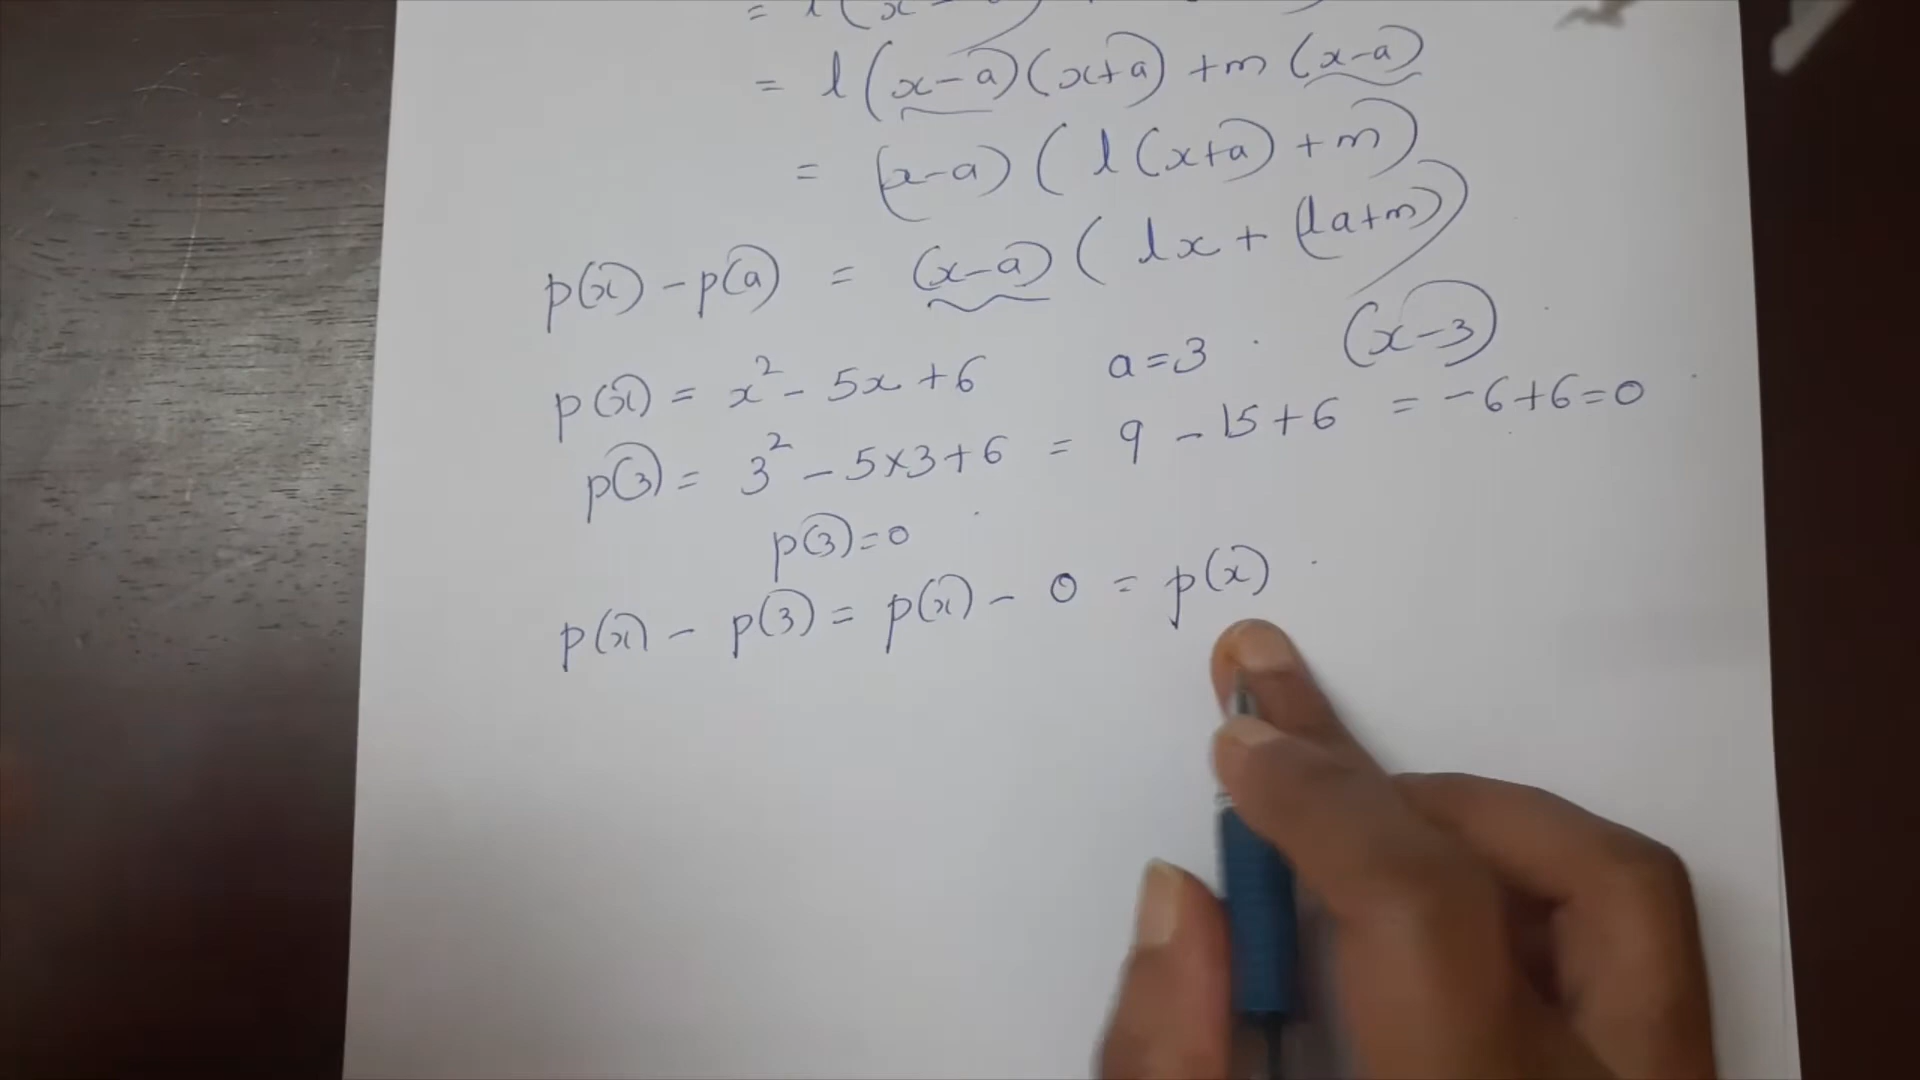 = l(x
= l(x-a)(x+a) + m(x-a)
= (x-a)(l(x+a)+m)
p(x) - p(a) = (x-a)(lx + (la+m))
p(x) = x² - 5x + 6 a=3 (x-3)
p(3) = 3² - 5×3+6 = 9 - 15+6 = -6+6=0
p(3)=0
p(x) - p(3) = p(x) - 0 = p(x)